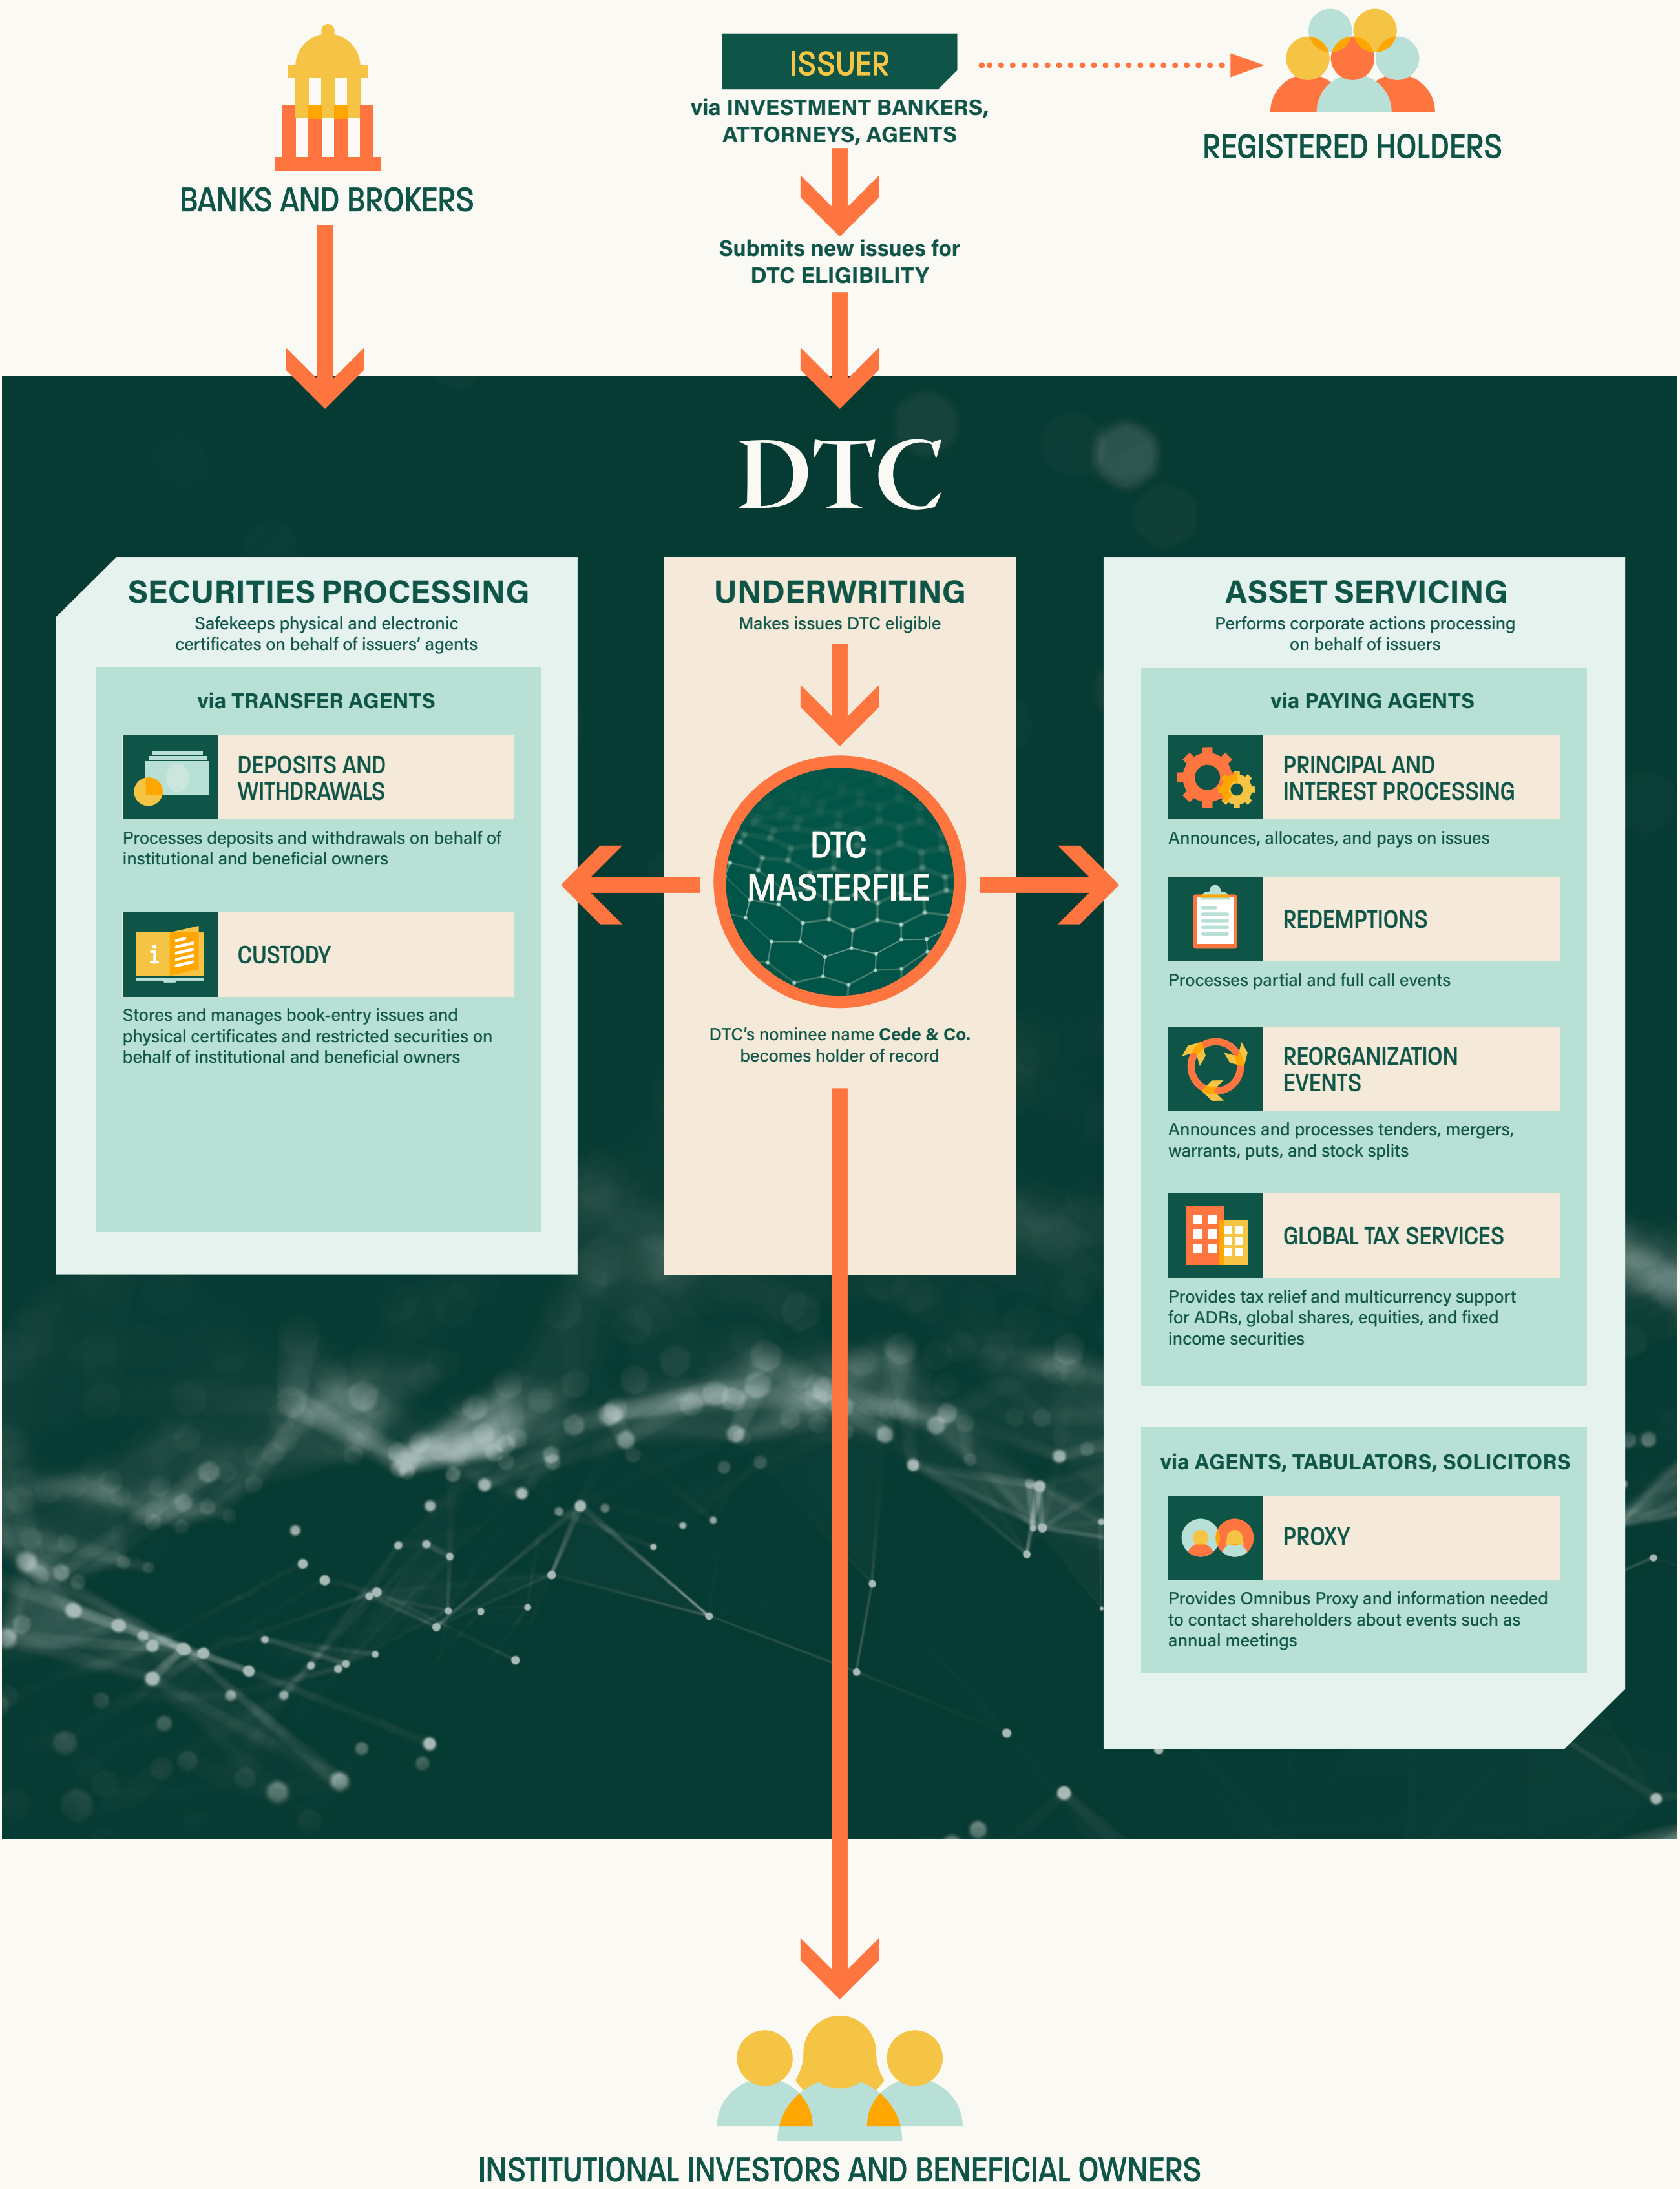 BANKS AND BROKERS
ISSUER
via INVESTMENT BANKERS,
ATTORNEYS, AGENTS
REGISTERED HOLDERS
Submits new issues for
DTC ELIGIBILITY
DTC
SECURITIES PROCESSING
Safekeeps physical and electronic
certificates on behalf of issuers’ agents
via TRANSFER AGENTS
DEPOSITS AND
WITHDRAWALS
Processes deposits and withdrawals on behalf of
institutional and beneficial owners
i
CUSTODY
Stores and manages book-entry issues and
physical certificates and restricted securities on
behalf of institutional and beneficial owners
UNDERWRITING
Makes issues DTC eligible
DTC
MASTERFILE
DTC’s nominee name Cede & Co.
becomes holder of record
ASSET SERVICING
Performs corporate actions processing
on behalf of issuers
via PAYING AGENTS
PRINCIPAL AND
INTEREST PROCESSING
Announces, allocates, and pays on issues
REDEMPTIONS
Processes partial and full call events
REORGANIZATION
EVENTS
Announces and processes tenders, mergers,
warrants, puts, and stock splits
GLOBAL TAX SERVICES
Provides tax relief and multicurrency support
for ADRs, global shares, equities, and fixed
income securities
via AGENTS, TABULATORS, SOLICITORS
PROXY
Provides Omnibus Proxy and information needed
to contact shareholders about events such as
annual meetings
INSTITUTIONAL INVESTORS AND BENEFICIAL OWNERS